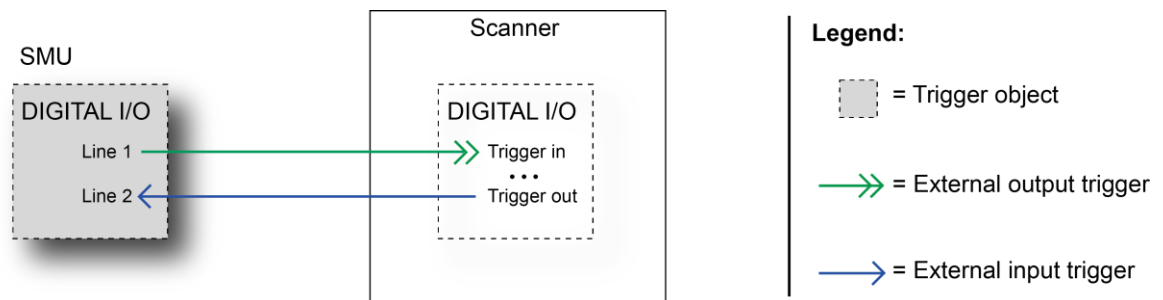 Scanner
SMU
DIGITAL I/O
Line 1
Line 2
DIGITAL I/O
Trigger in
...
Trigger out
Legend:
= Trigger object
= External output trigger
= External input trigger